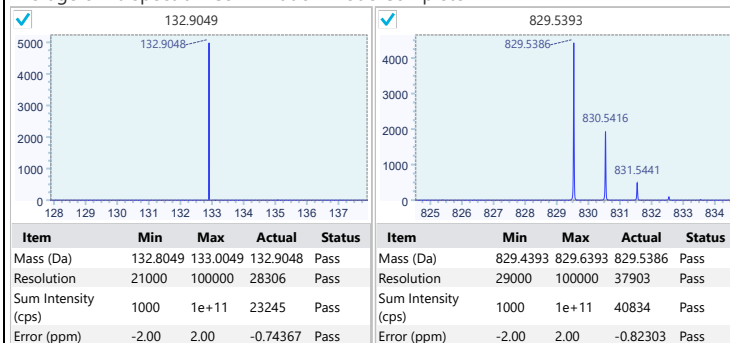 132.9049
829.5393
5000
4000
3000
2000
1000
0
132.9048
128 129 130 131 132 133 134 135 136 137
4000
3000
2000
1000
0
829.5386
830.5416
831.5441
825 826 827 828 829 830 831 832 833 834
Item Min Max Actual Status
Mass (Da) 132.8049 133.0049 132.9048 Pass
Resolution 21000 100000 28306 Pass
Sum Intensity
(cps) 1000 1e+11 23245 Pass
Error (ppm) -2.00 2.00 -0.74367 Pass
Item Min Max Actual Status
Mass (Da) 829.4393 829.6393 829.5386 Pass
Resolution 29000 100000 37903 Pass
Sum Intensity
(cps) 1000 1e+11 40834 Pass
Error (ppm) -2.00 2.00 -0.82303 Pass